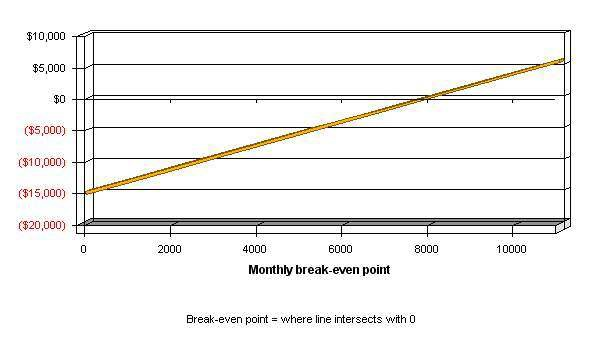 $10,000
$5,000
$0
($5,000)
($10,000)
($15,000)
($20,000)
0 2000 4000 6000 8000 10000
Monthly break-even point
Break-even point = where line intersects with 0